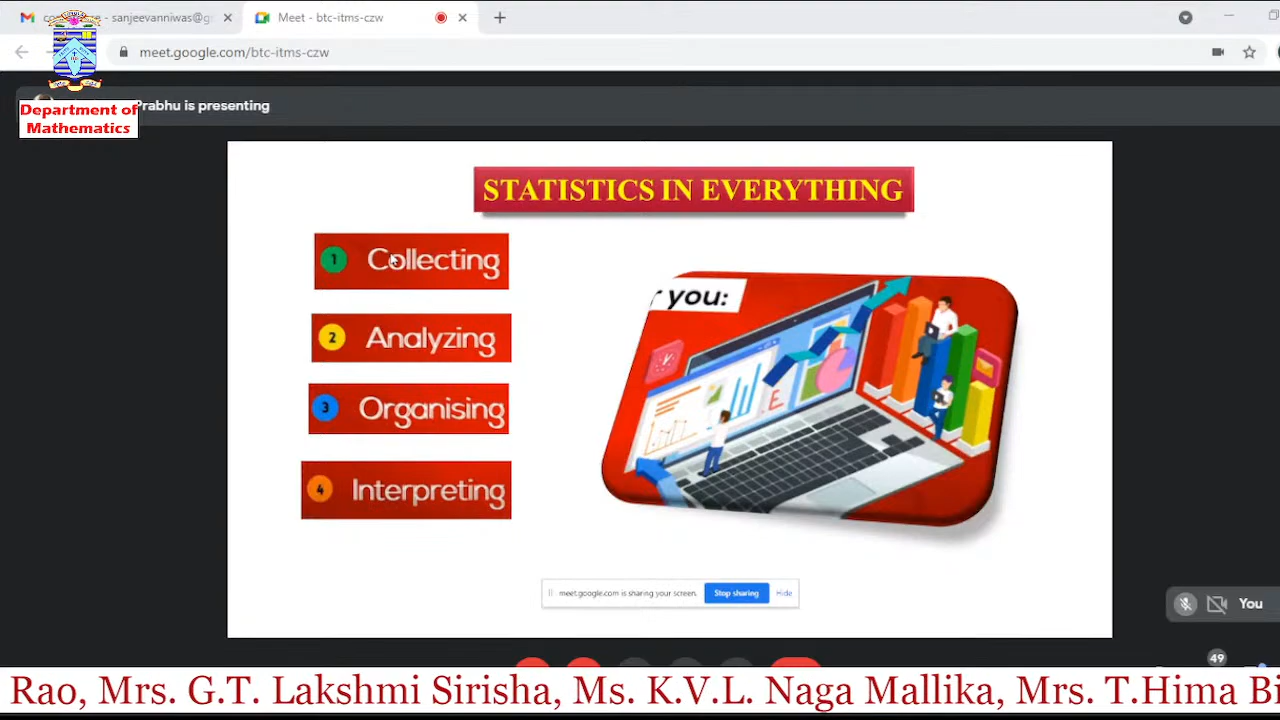 sanjeevanniwas@g
Meet - btc-itms-czw
meet.google.com/btc-itms-czw
Department of
Mathematics
Prabhu is presenting
STATISTICS IN EVERYTHING
1 Collecting
2 Analyzing
3 Organising
4 Interpreting
you:
meet.google.com is sharing your screen.
Stop sharing
Hide
You
49
Rao, Mrs. G.T. Lakshmi Sirisha, Ms. K.V.L. Naga Mallika, Mrs. T.Hima Bi